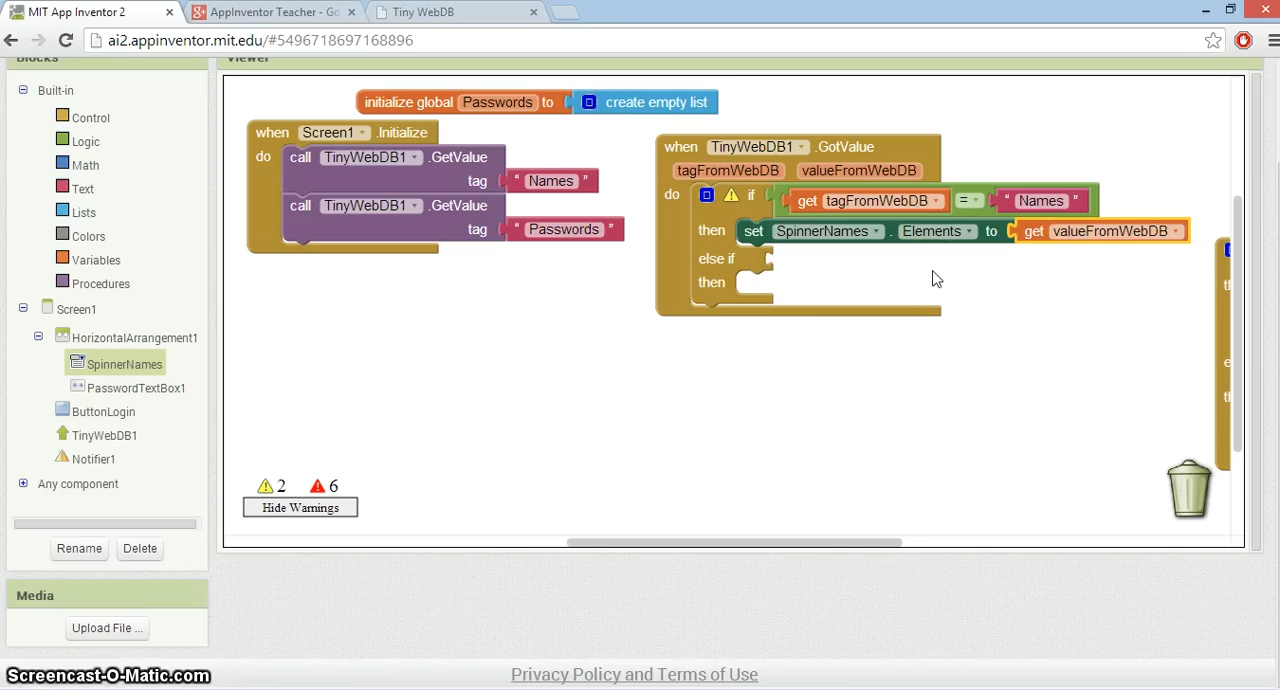 MIT App Inventor 2
AppInventor Teacher - Go
Tiny WebDB
ai2.appinventor.mit.edu/#5496718697168896
Blocks
Viewer
Built-in
Control
Logic
Math
Text
Lists
Colors
Variables
Procedures
Screen1
HorizontalArrangement1
SpinnerNames
PasswordTextBox1
ButtonLogin
TinyWebDB1
Notifier1
Any component
Rename
Delete
Media
Upload File ...
initialize global Passwords to create empty list
when Screen1 .Initialize
do call TinyWebDB1 .GetValue
tag “ Names ”
call TinyWebDB1 .GetValue
tag “ Passwords ”
when TinyWebDB1 .GotValue
tagFromWebDB valueFromWebDB
do if get tagFromWebDB = “ Names ”
then set SpinnerNames . Elements to get valueFromWebDB
else if
then
2 6
Hide Warnings
Privacy Policy and Terms of Use
Screencast-O-Matic.com